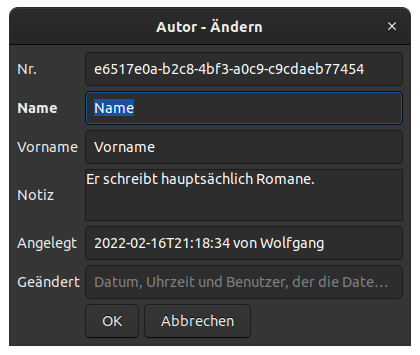 Autor - Ändern
Nr. e6517e0a-b2c8-4bf3-a0c9-c9cdaeb77454
Name Name
Vorname Vorname
Er schreibt hauptsächlich Romane.
Notiz
Angelegt 2022-02-16T21:18:34 von Wolfgang
Geändert Datum, Uhrzeit und Benutzer, der die Date…
OK Abbrechen